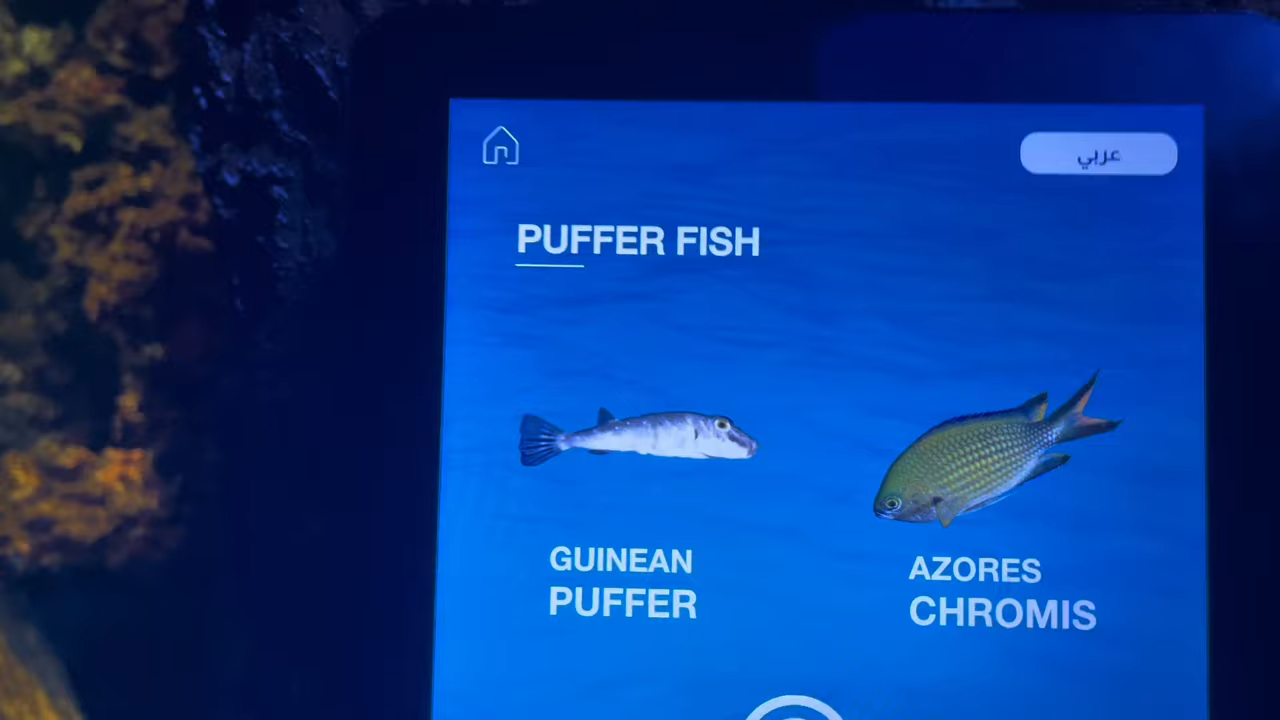 عربي
PUFFER FISH
GUINEAN
PUFFER
AZORES
CHROMIS